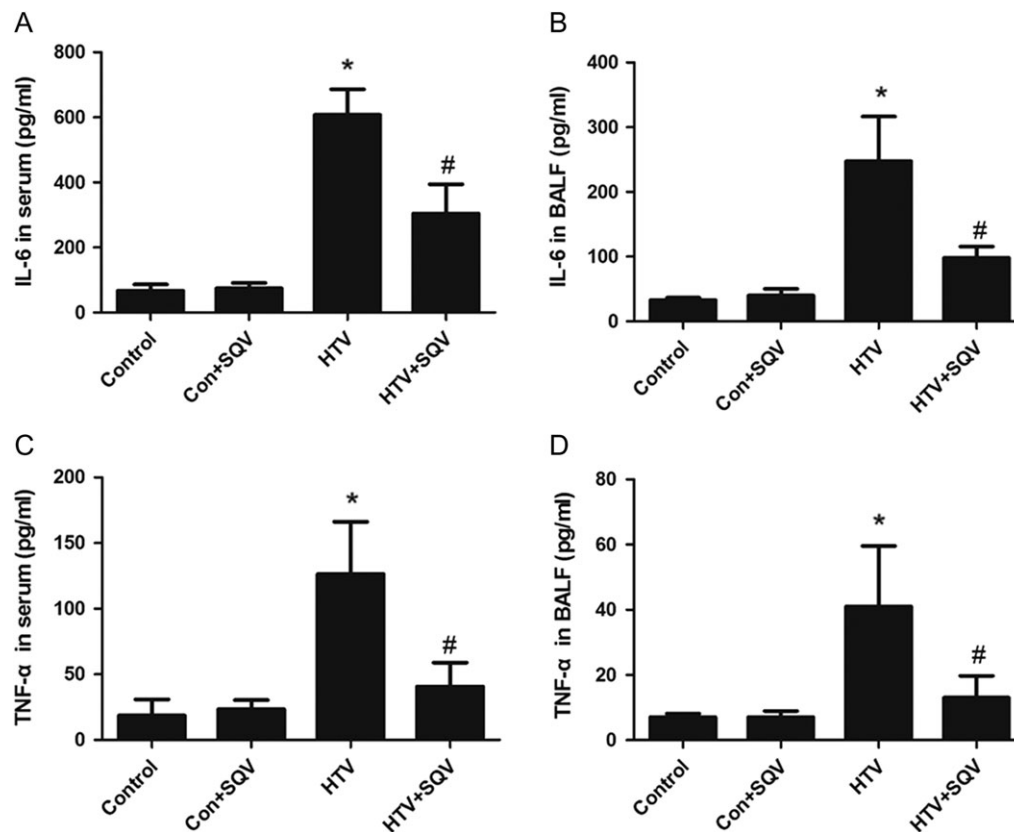 A
IL-6 in serum (pg/ml)
800
600
400
200
0
*
#
Control
Con+SQV
HTV
HTV+SQV
B
IL-6 in BALF (pg/ml)
400
300
200
100
0
*
#
Control
Con+SQV
HTV
HTV+SQV
C
TNF-α in serum (pg/ml)
200
150
100
50
0
*
#
Control
Con+SQV
HTV
HTV+SQV
D
TNF-α in BALF (pg/ml)
80
60
40
20
0
*
#
Control
Con+SQV
HTV
HTV+SQV